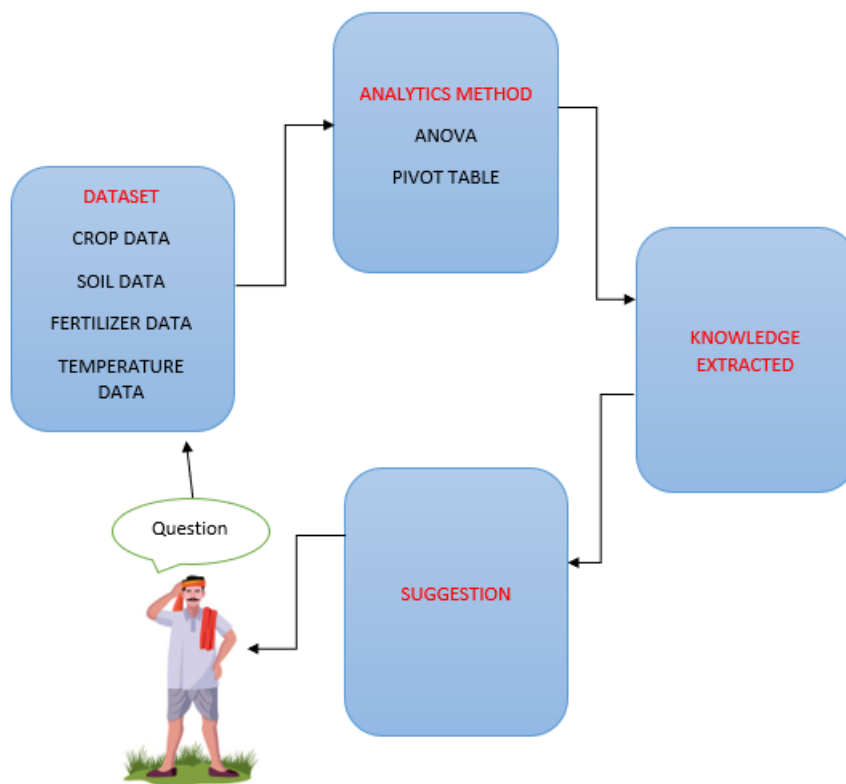 ANALYTICS METHOD
ANOVA
PIVOT TABLE
DATASET
CROP DATA
SOIL DATA
FERTILIZER DATA
TEMPERATURE
DATA
KNOWLEDGE
EXTRACTED
SUGGESTION
Question